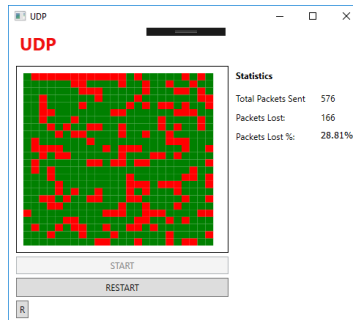 UDP
UDP
Statistics
Total Packets Sent 576
Packets Lost: 166
Packets Lost %: 28.81%
START
RESTART
R